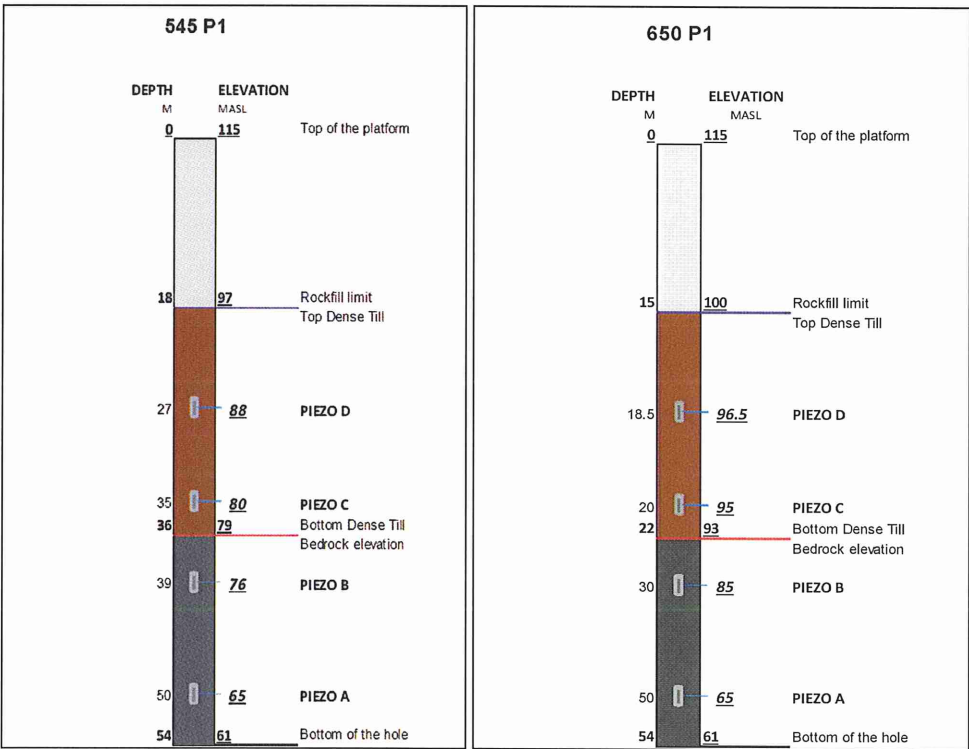 545 P1
DEPTH ELEVATION
M MASL
0 115 Top of the platform
18 97 Rockfill limit
Top Dense Till
27 88 PIEZO D
35 80 PIEZO C
36 79 Bottom Dense Till
Bedrock elevation
39 76 PIEZO B
50 65 PIEZO A
54 61 Bottom of the hole
650 P1
DEPTH ELEVATION
M MASL
0 115 Top of the platform
15 100 Rockfill limit
Top Dense Till
18.5 96.5 PIEZO D
20 95 PIEZO C
22 93 Bottom Dense Till
Bedrock elevation
30 85 PIEZO B
50 65 PIEZO A
54 61 Bottom of the hole